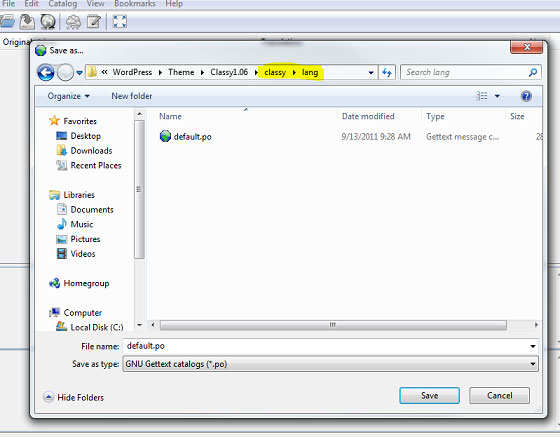 File Edit Catalog View Bookmarks Help
Save as...
« WordPress Theme Classy1.06 classy lang
Search lang
Organize New folder
Name Date modified Type Size
default.po 9/13/2011 9:28 AM Gettext message c... 28
Favorites
Desktop
Downloads
Recent Places
Libraries
Documents
Music
Pictures
Videos
Homegroup
Computer
Local Disk (C:)
File name: default.po
Save as type: GNU Gettext catalogs (*.po)
Hide Folders
Save Cancel